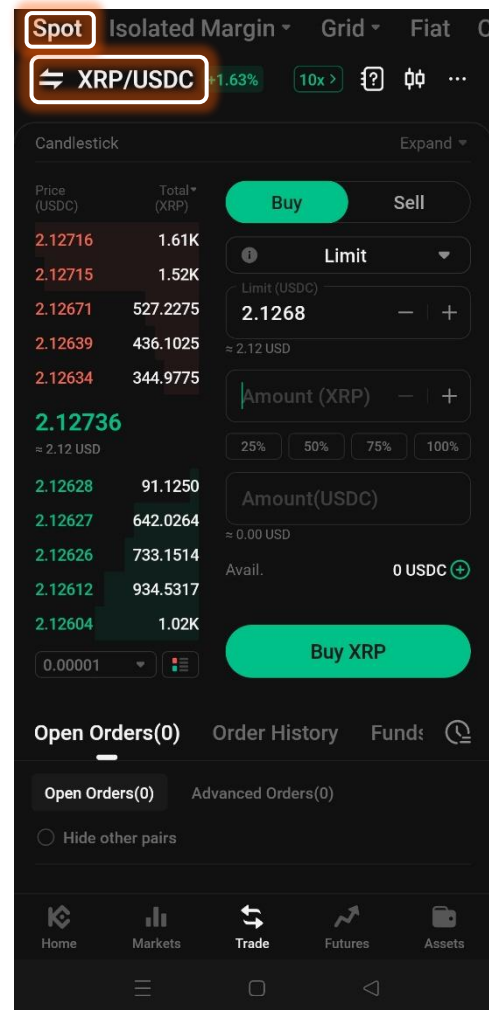 Spot Isolated Margin Grid Fiat
XRP/USDC +1.63% 10x >
Candlestick Expand
Price (USDC) Total (XRP)
Buy Sell
2.12716 1.61K
2.12715 1.52K
2.12671 527.2275
2.12639 436.1025
2.12634 344.9775
2.12736
≈ 2.12 USD
2.12628 91.1250
2.12627 642.0264
2.12626 733.1514
2.12612 934.5317
2.12604 1.02K
0.00001
Limit
Limit (USDC)
2.1268 — +
≈ 2.12 USD
Amount (XRP) — +
25% 50% 75% 100%
Amount(USDC)
≈ 0.00 USD
Avail. 0 USDC
Buy XRP
Open Orders(0) Order History Funds
Open Orders(0) Advanced Orders(0)
Hide other pairs
Home Markets Trade Futures Assets